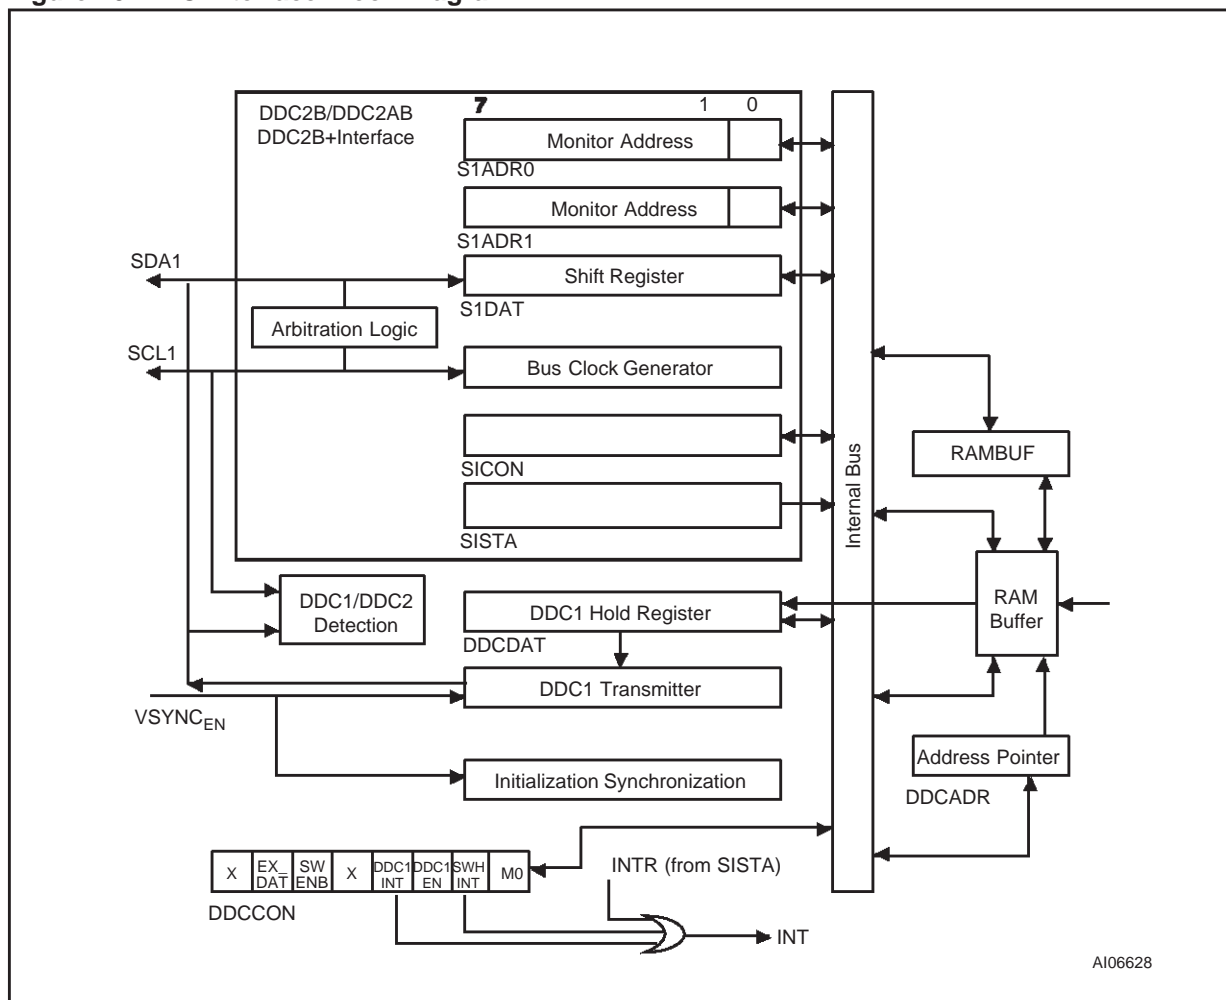 DDC2B/DDC2AB
DDC2B+Interface
7 1 0
Monitor Address
S1ADR0
Monitor Address
S1ADR1
SDA1
Shift Register
S1DAT
Arbitration Logic
SCL1
Bus Clock Generator
Internal Bus
RAMBUF
SICON
SISTA
DDC1/DDC2
Detection
DDC1 Hold Register
DDCDAT
RAM
Buffer
DDC1 Transmitter
VSYNCEN
Initialization Synchronization
Address Pointer
DDCADR
X
EX_
DAT
SW
ENB
X
DDC1
INT
DDC1
EN
SWH
INT
M0
DDCCON
INTR (from SISTA)
INT
AI06628